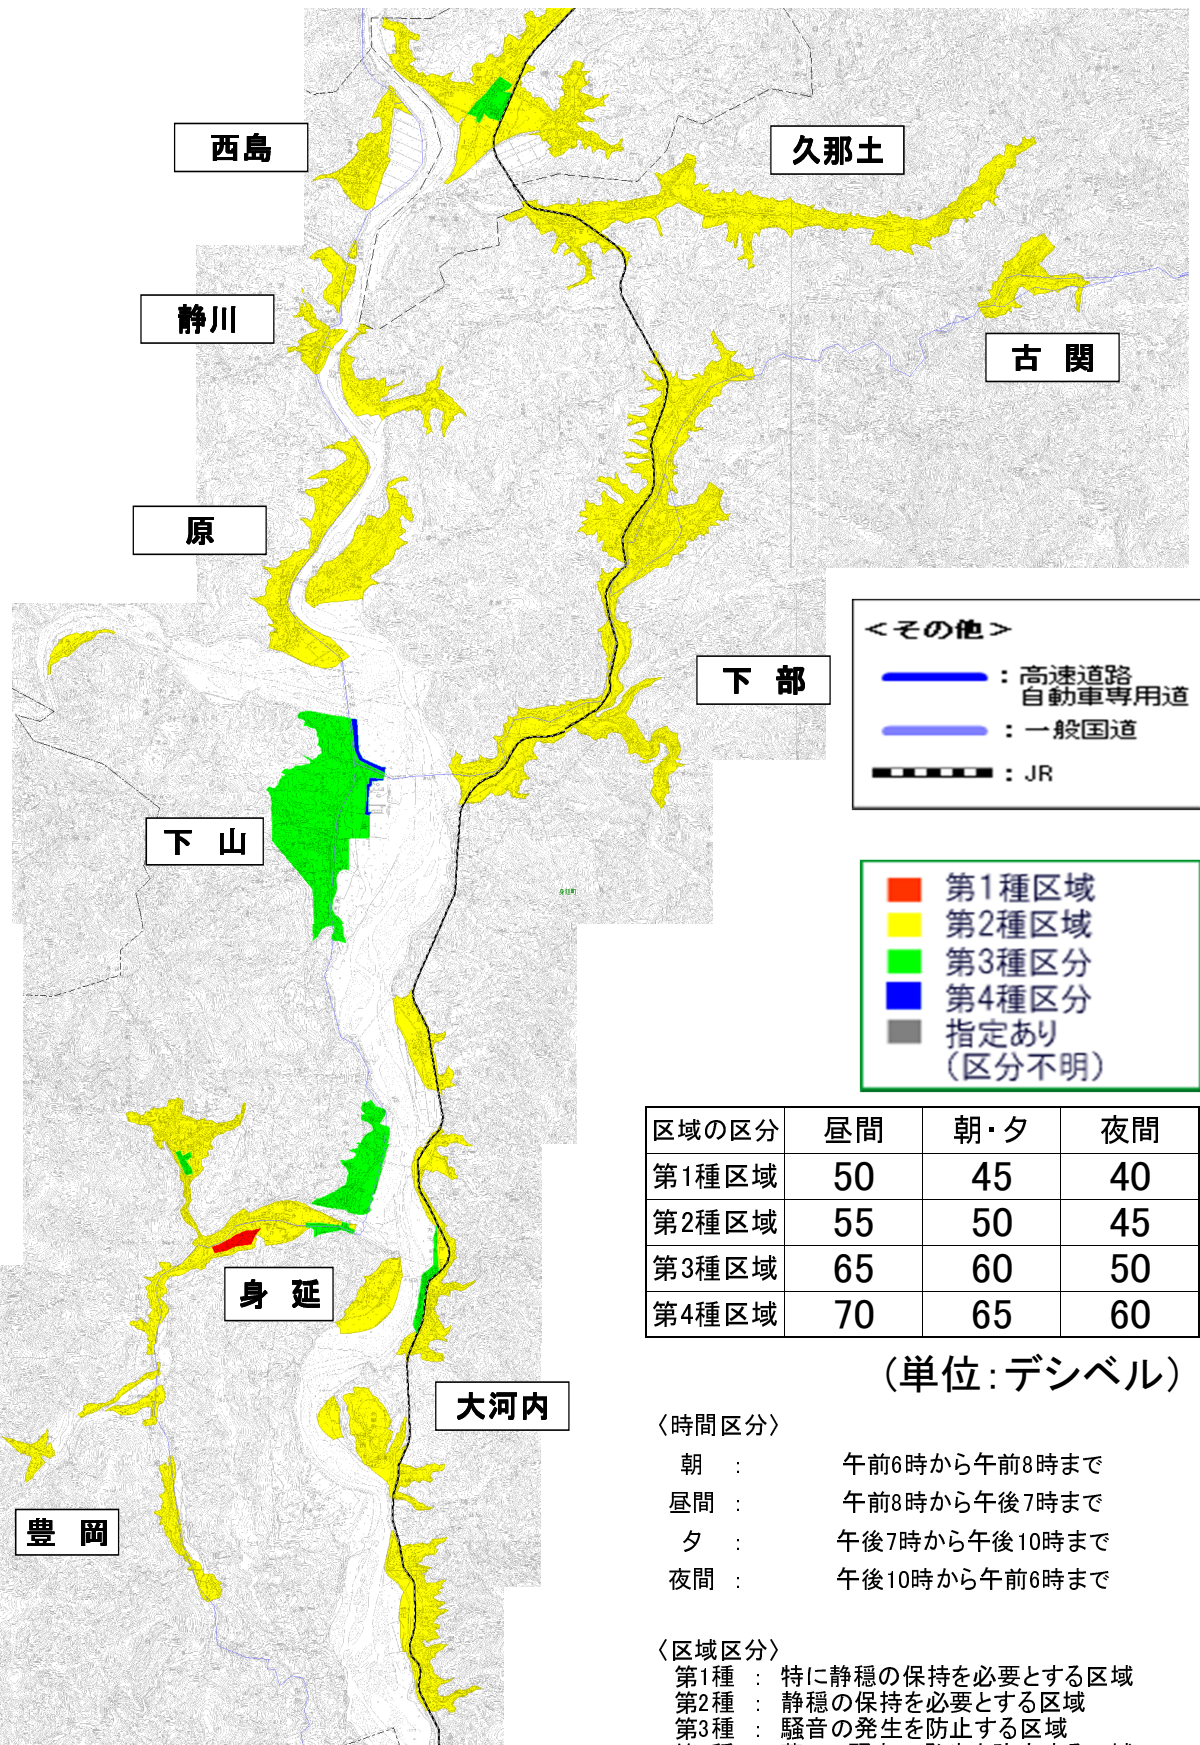 西島
久那土
静川
古 関
原
<その他>
：高速道路
自動車専用道
：一般国道
：JR
下 部
下 山
身延町
第1種区域
第2種区域
第3種区分
第4種区分
指定あり
（区分不明）
区域の区分 昼間 朝・夕 夜間
第1種区域 50 45 40
第2種区域 55 50 45
第3種区域 65 60 50
第4種区域 70 65 60
（単位：デシベル）
身 延
大河内
豊 岡
〈時間区分〉
朝 ： 午前6時から午前8時まで
昼間 ： 午前8時から午後7時まで
夕 ： 午後7時から午後10時まで
夜間 ： 午後10時から午前6時まで
〈区域区分〉
第1種 ： 特に静穏の保持を必要とする区域
第2種 ： 静穏の保持を必要とする区域
第3種 ： 騒音の発生を防止する区域